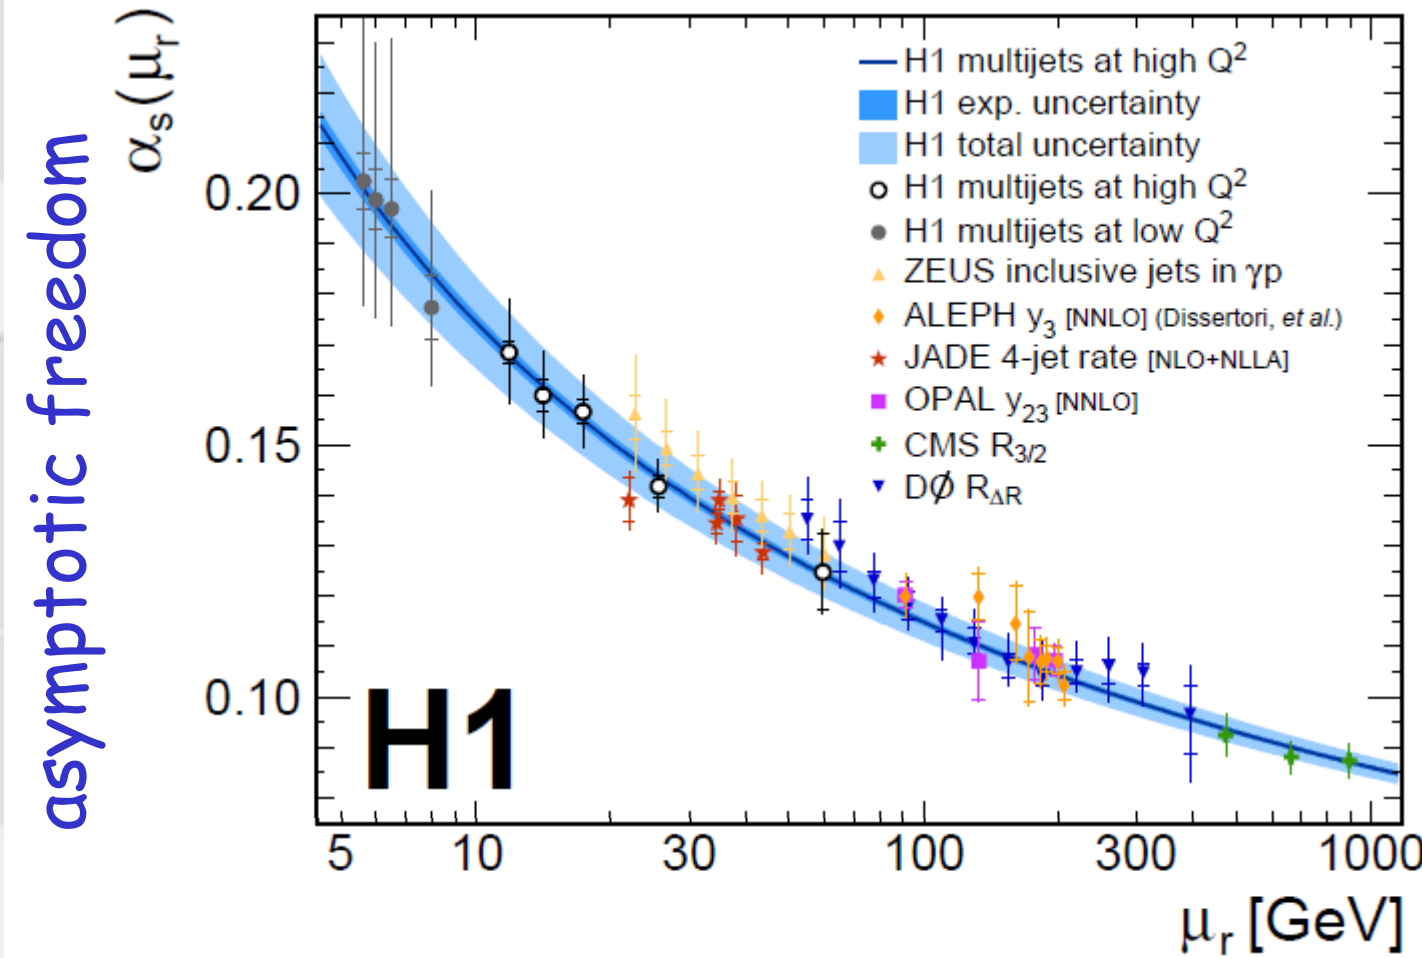 asymptotic freedom
αs(μr)
H1 multijets at high Q²
H1 exp. uncertainty
H1 total uncertainty
H1 multijets at high Q²
H1 multijets at low Q²
ZEUS inclusive jets in γp
ALEPH y3 [NNLO] (Dissertori, et al.)
JADE 4-jet rate [NLO+NLLA]
OPAL y23 [NNLO]
CMS R3/2
DØ RΔR
0.20
0.15
0.10
H1
5 10 30 100 300 1000
μr [GeV]